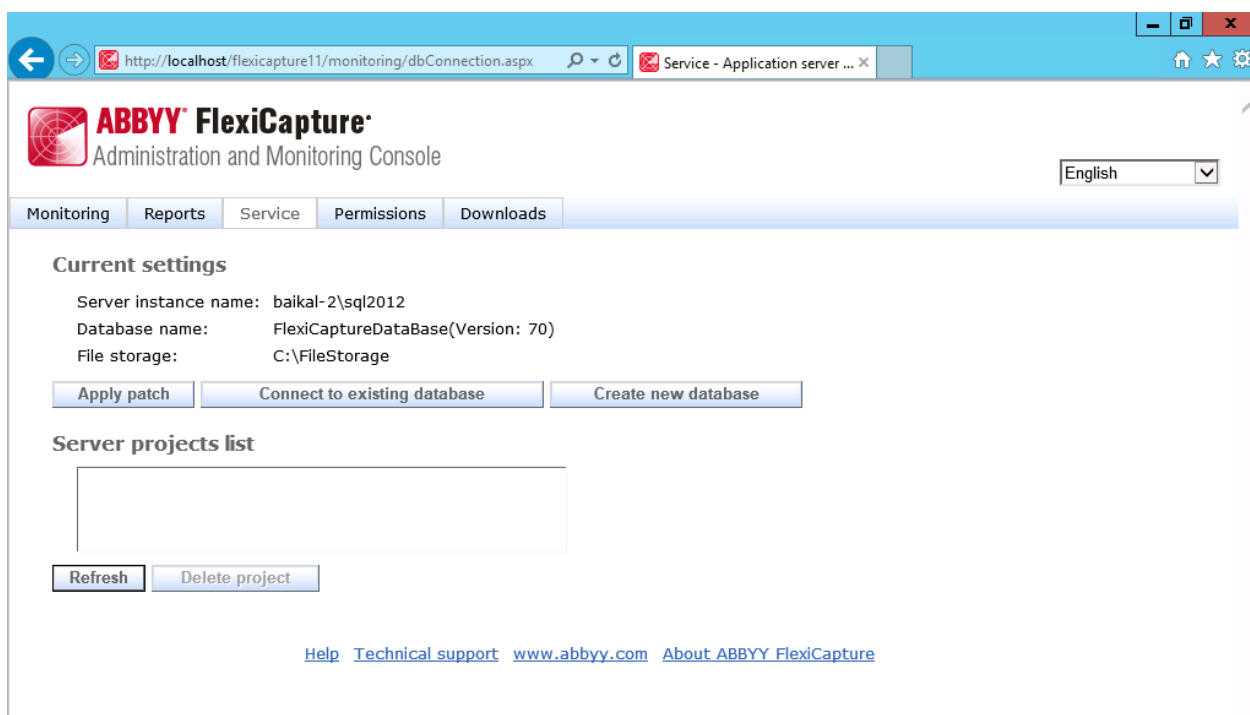 http://localhost/flexicapture11/monitoring/dbConnection.aspx
Service - Application server ...
ABBYY® FlexiCapture®
Administration and Monitoring Console
English
Monitoring Reports Service Permissions Downloads
Current settings
Server instance name: baikal-2\sql2012
Database name: FlexiCaptureDataBase(Version: 70)
File storage: C:\FileStorage
Apply patch Connect to existing database Create new database
Server projects list
Refresh Delete project
Help Technical support www.abbyy.com About ABBYY FlexiCapture